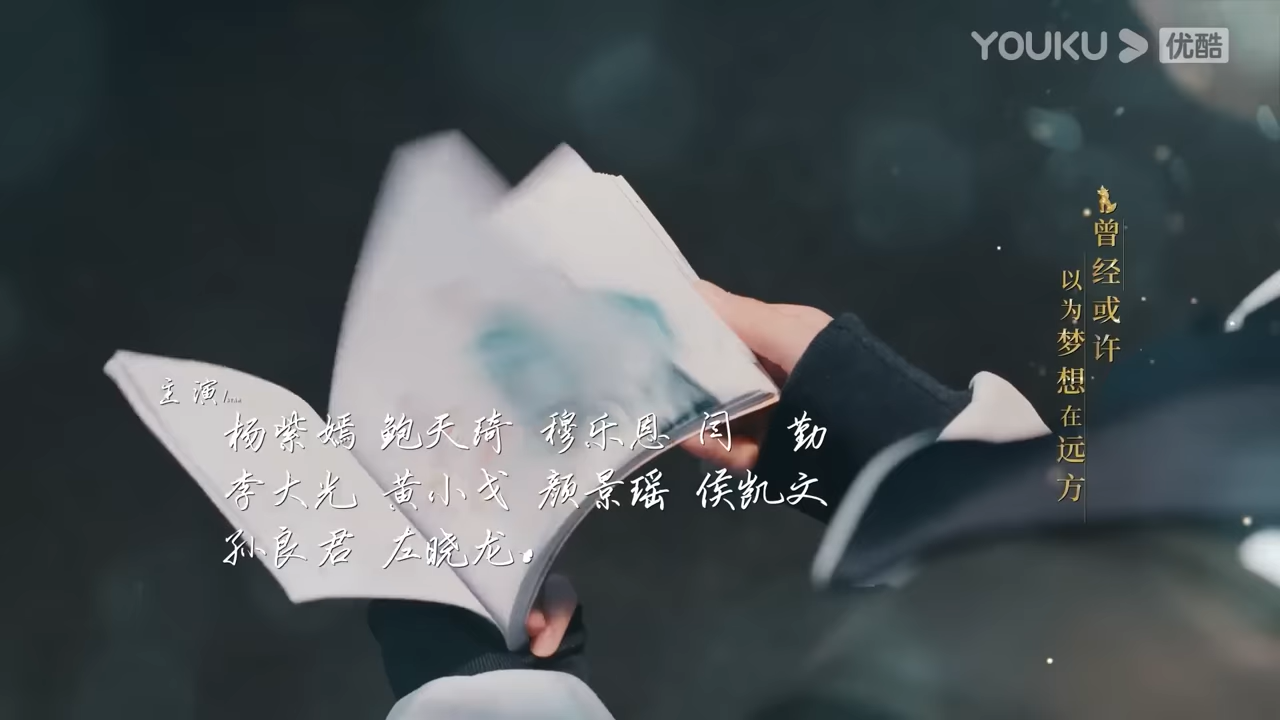 YOUKU 优酷
曾经或许
以为梦想在远方
主演
杨紫嫣 鲍天琦 穆乐恩 闫 勤
李大光 黄小戈 颜景瑶 侯凯文
孙良君 左晓龙